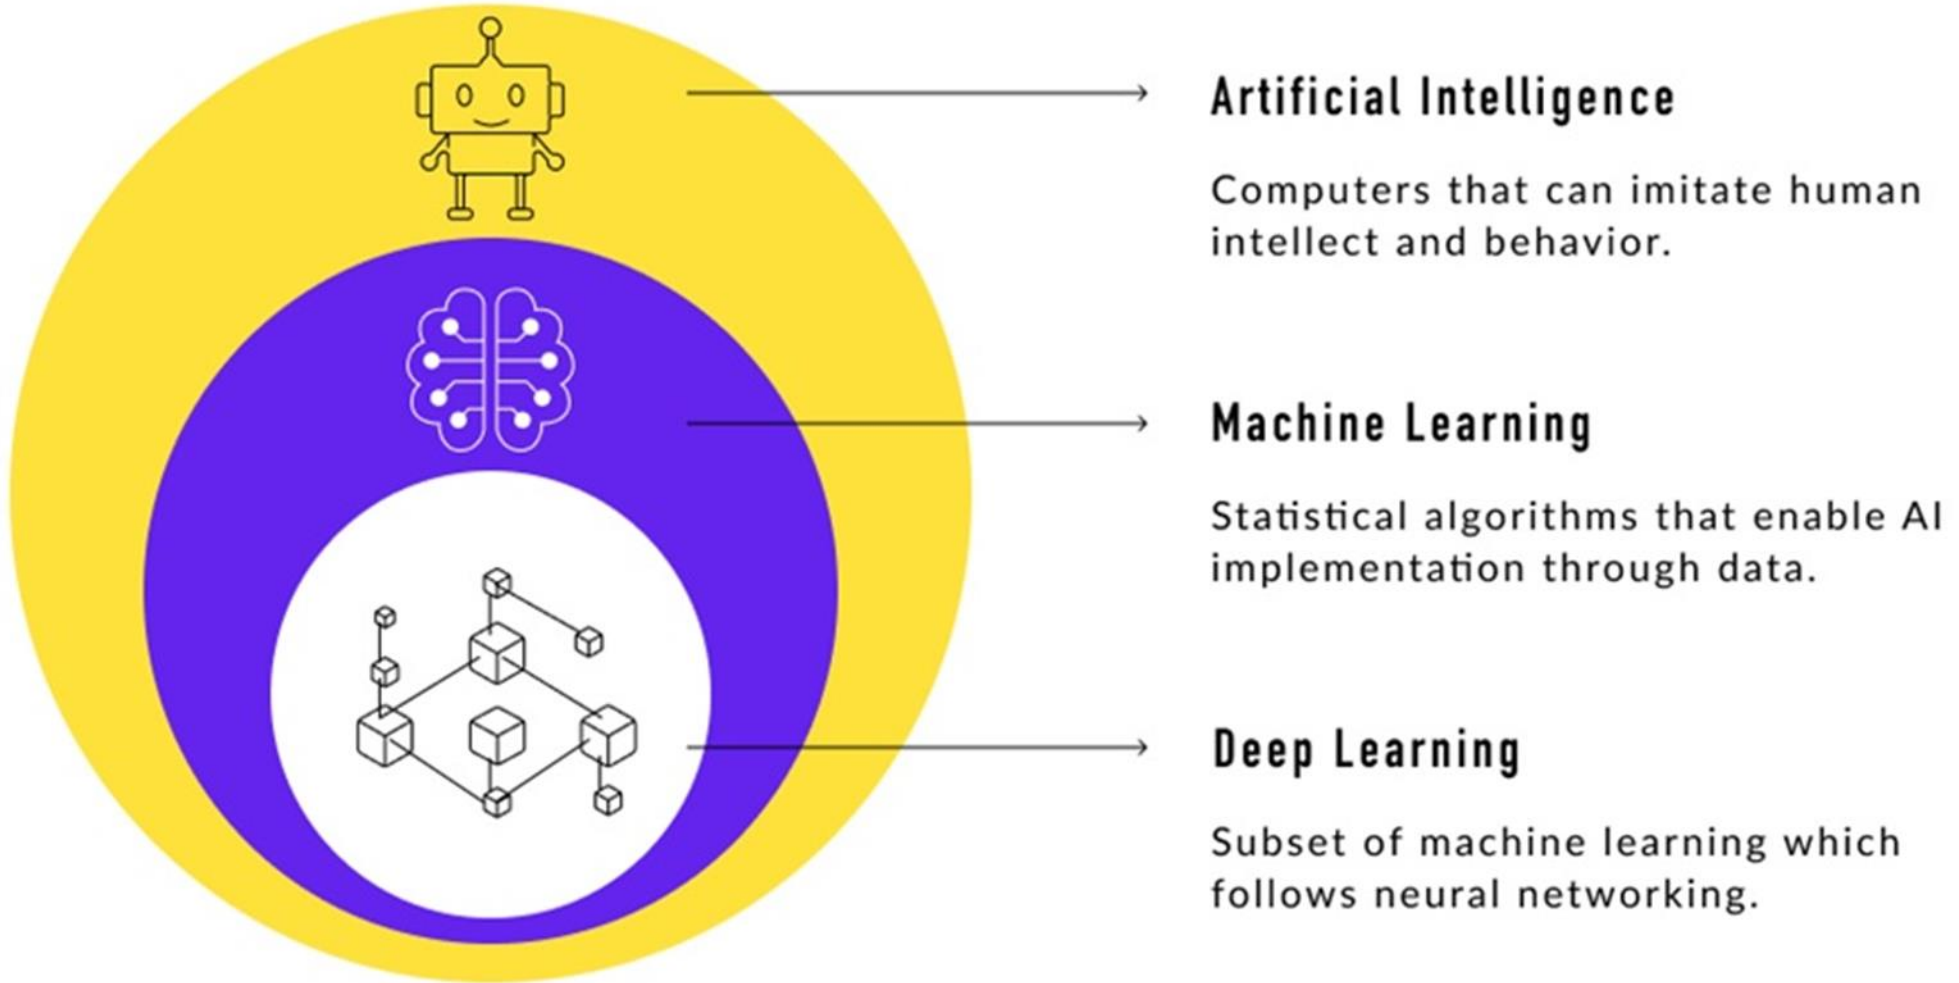 Artificial Intelligence
Computers that can imitate human
intellect and behavior.
Machine Learning
Statistical algorithms that enable AI
implementation through data.
Deep Learning
Subset of machine learning which
follows neural networking.